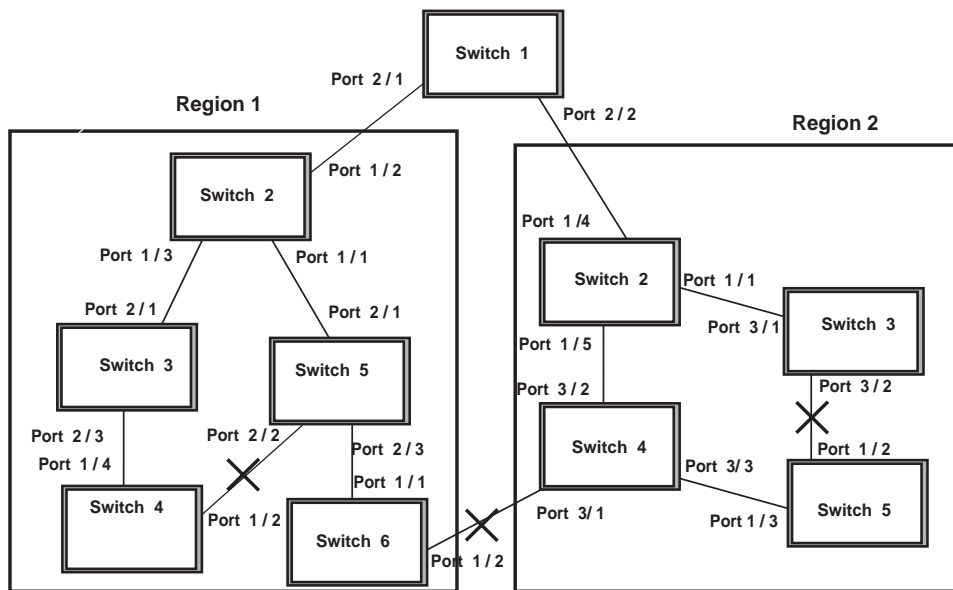 Switch 1
Port 2 / 1
Region 1
Port 2 / 2
Region 2
Port 1 / 2
Switch 2
Port 1 /4
Port 1 / 3
Port 1 / 1
Switch 2
Port 1 / 1
Port 2 / 1
Port 2 / 1
Port 3 / 1
Switch 3
Port 1 / 5
Switch 3
Switch 5
Port 3 / 2
Port 3 / 2
Port 2 / 3
Port 2 / 2
Port 2 / 3
Switch 4
Port 1 / 2
Port 1 / 4
Port 3/ 3
Port 1 / 1
Switch 4
Port 1 / 2
Port 3/ 1
Port 1 / 3
Switch 5
Switch 6
Port 1 / 2